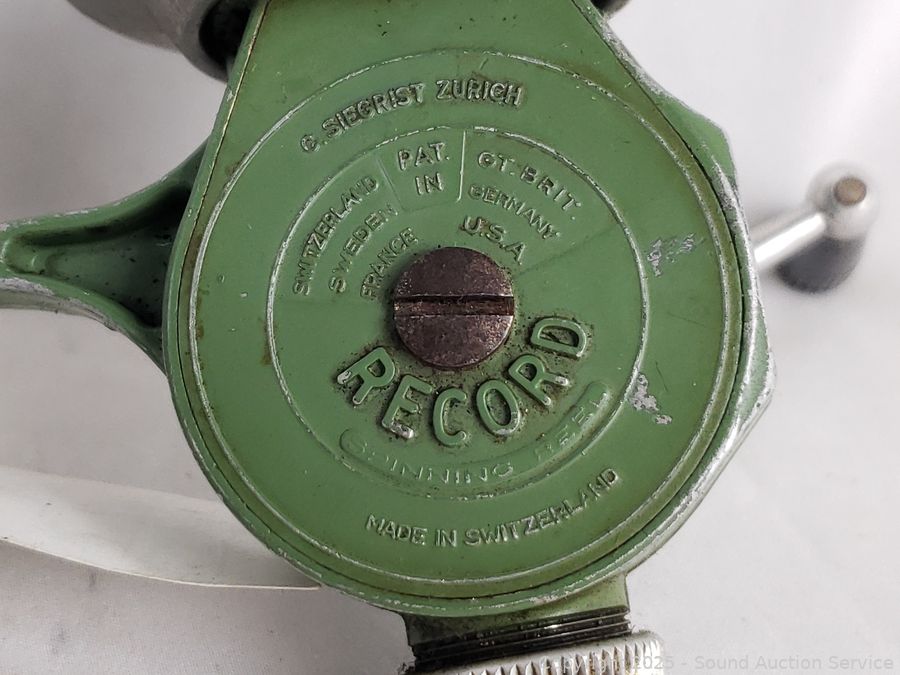 C. SIEGRIST ZURICH
PAT.
IN
SWITZERLAND
SWEDEN
FRANCE
GT. BRIT.
GERMANY
U.S.A
RECORD
SPINNING REEL
MADE IN SWITZERLAND
Copyright 2025 - Sound Auction Service